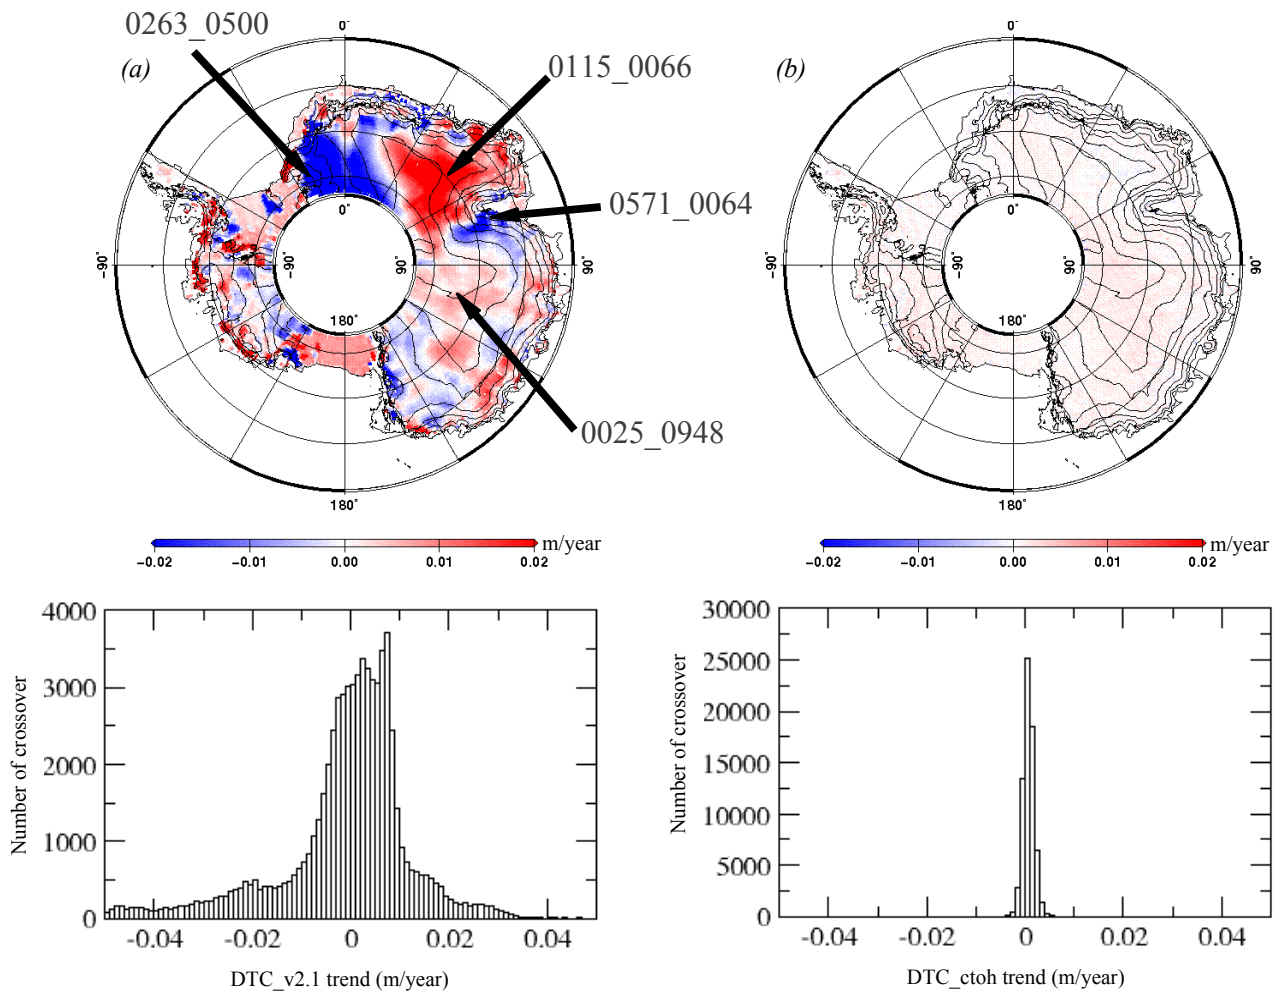 0263_0500
(a)
0115_0066
0571_0064
0025_0948
0°
0°
-90°
-90
90
90°
180°
180°
(b)
0°
0°
-90°
-90
90
90°
180°
180°
-0.02 -0.01 0.00 0.01 0.02
m/year
-0.02 -0.01 0.00 0.01 0.02
m/year
4000
3000
2000
1000
0
Number of crossover
-0.04 -0.02 0 0.02 0.04
DTC_v2.1 trend (m/year)
30000
25000
20000
15000
10000
5000
0
Number of crossover
-0.04 -0.02 0 0.02 0.04
DTC_ctoh trend (m/year)